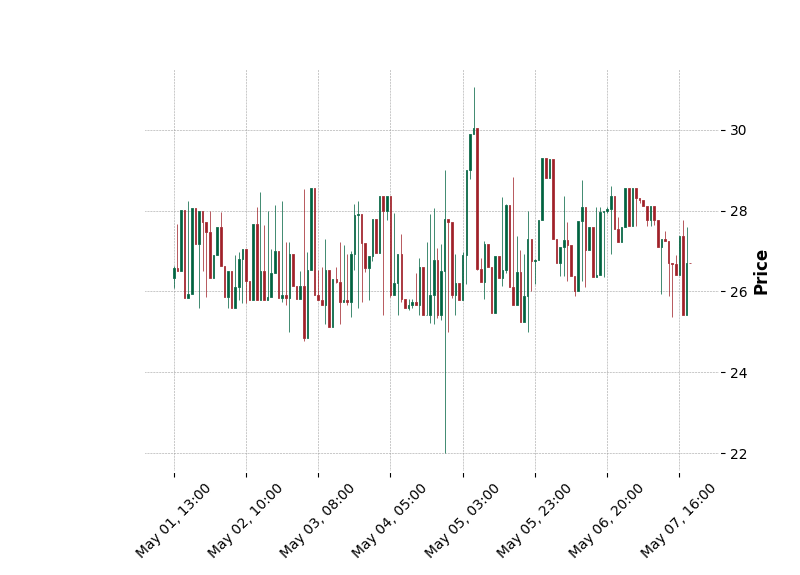 30
28
26
24
22
Price
May 01, 13:00
May 02, 10:00
May 03, 08:00
May 04, 05:00
May 05, 03:00
May 05, 23:00
May 06, 20:00
May 07, 16:00